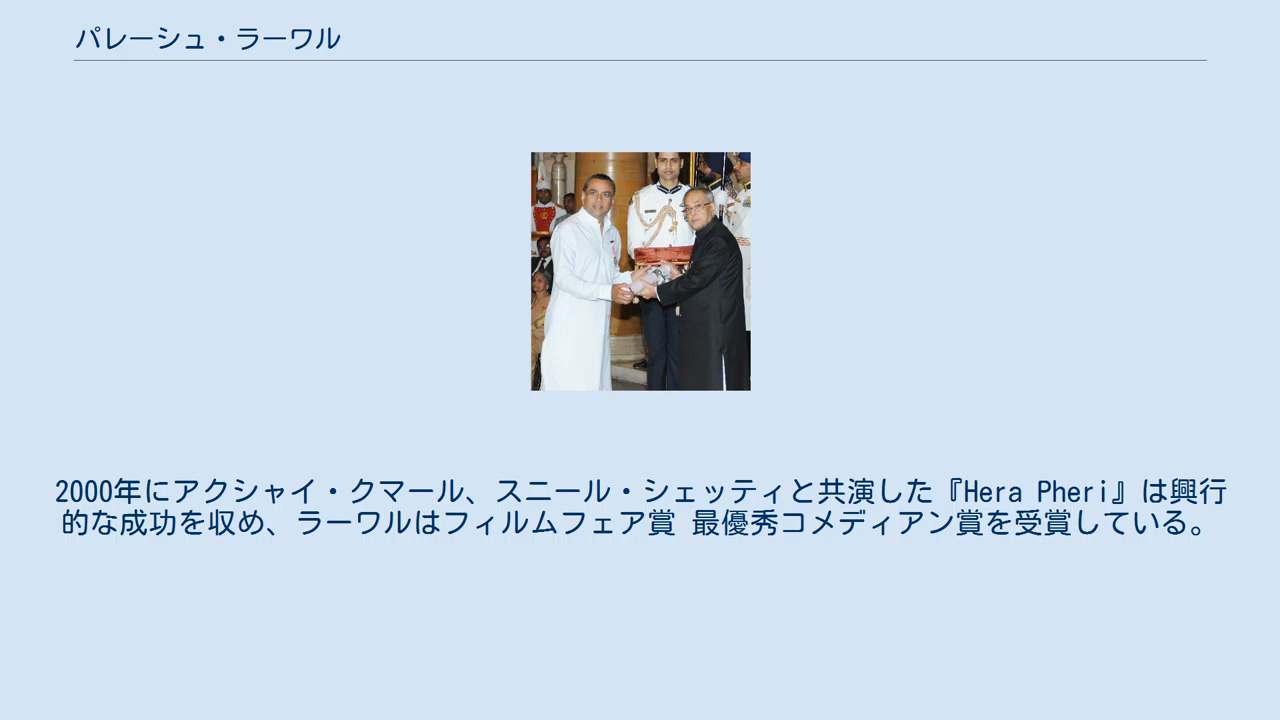 パレーシュ・ラーワル
2000年にアクシャイ・クマール、スニール・シェッティと共演した『Hera Pheri』は興行
的な成功を収め、ラーワルはフィルムフェア賞 最優秀コメディアン賞を受賞している。